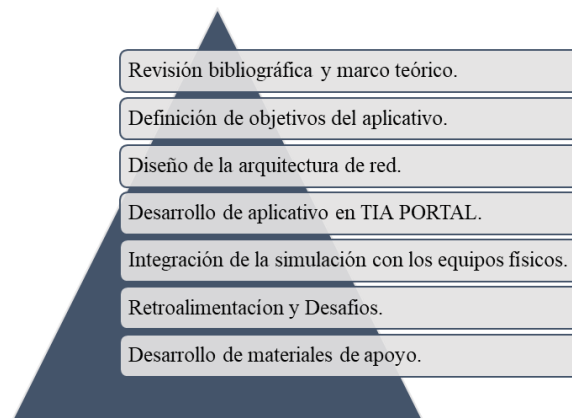 Revisión bibliográfica y marco teórico.
Definición de objetivos del aplicativo.
Diseño de la arquitectura de red.
Desarrollo de aplicativo en TIA PORTAL.
Integración de la simulación con los equipos físicos.
Retroalimentacíon y Desafíos.
Desarrollo de materiales de apoyo.